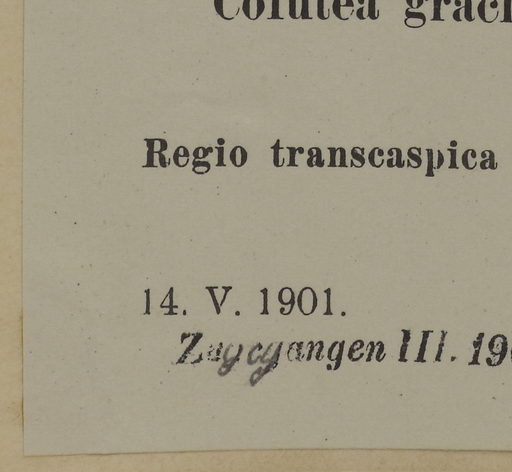 Colutea graci
Regio transcaspica
14. V. 1901.
Zugegangen III. 19